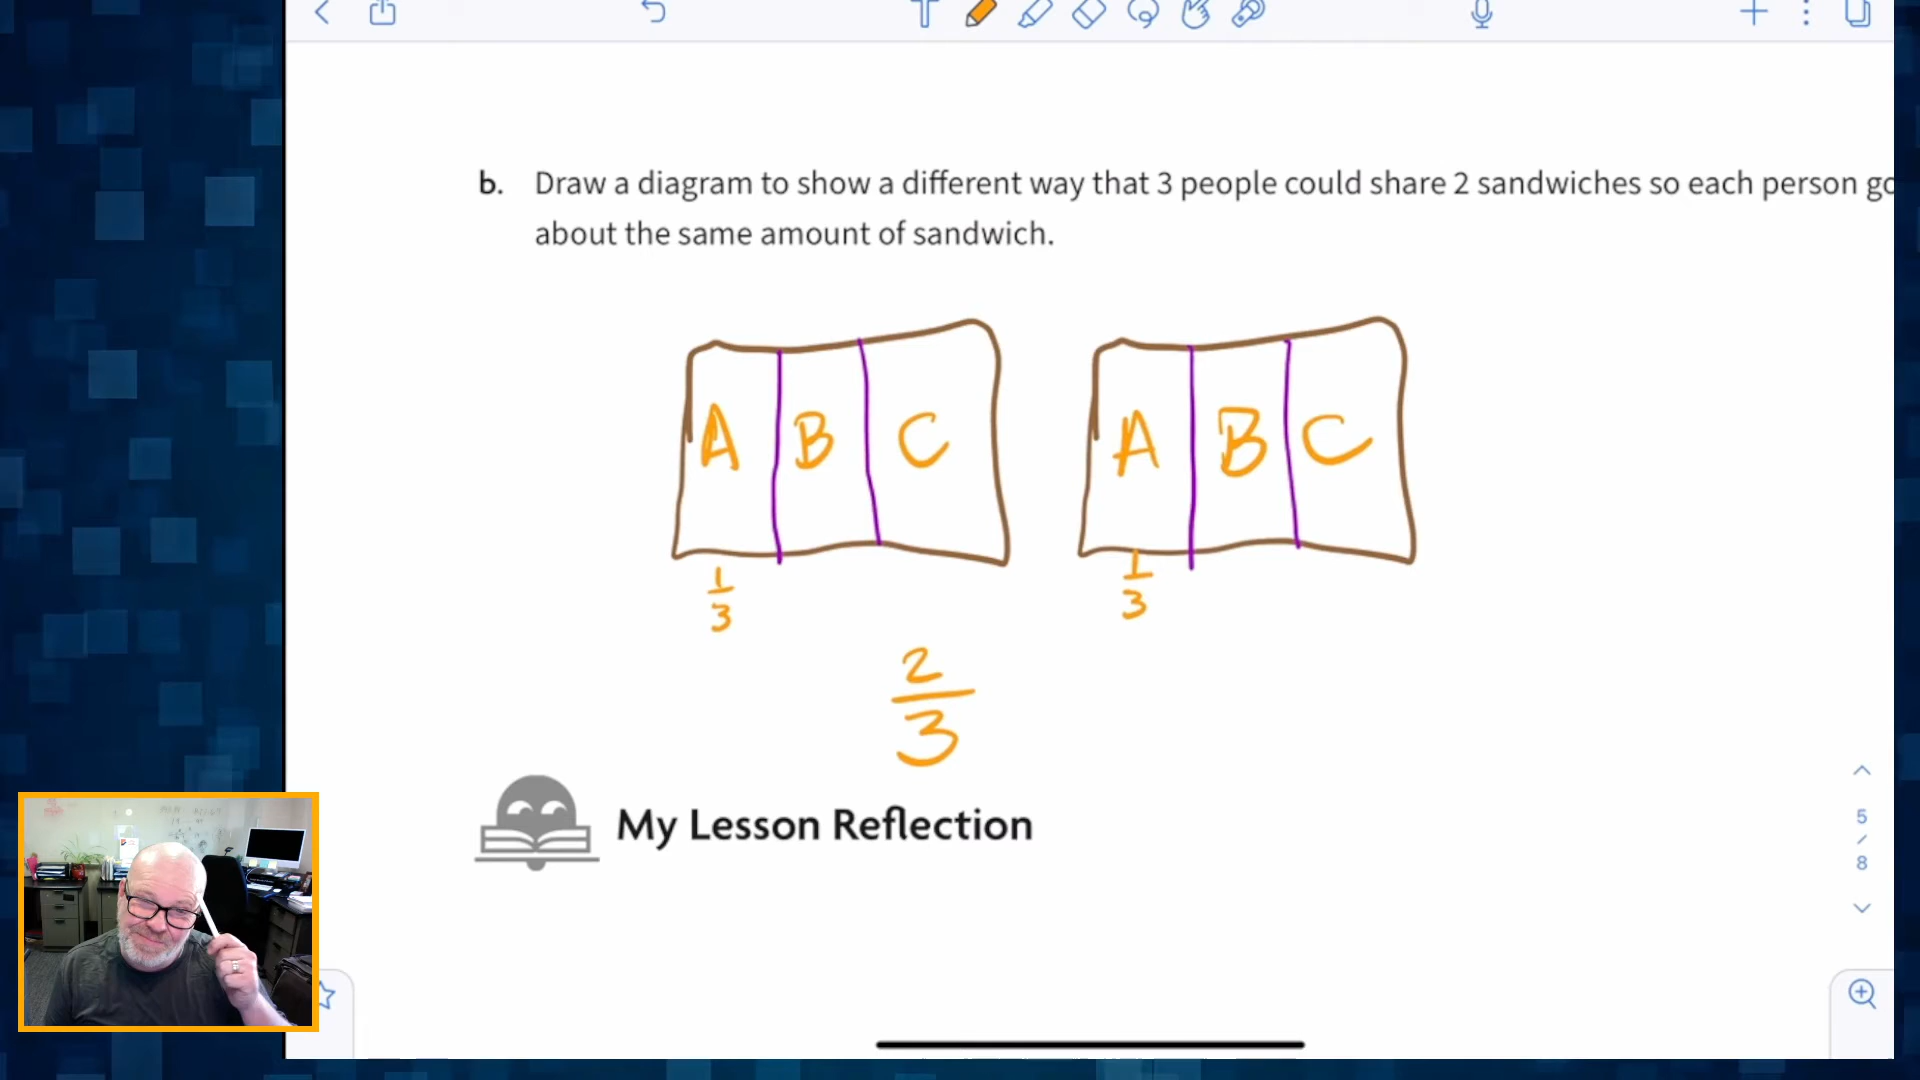 b. Draw a diagram to show a different way that 3 people could share 2 sandwiches so each person
about the same amount of sandwich.
A B C
A B C
1/3
1/3
2/3
My Lesson Reflection
5
/
8